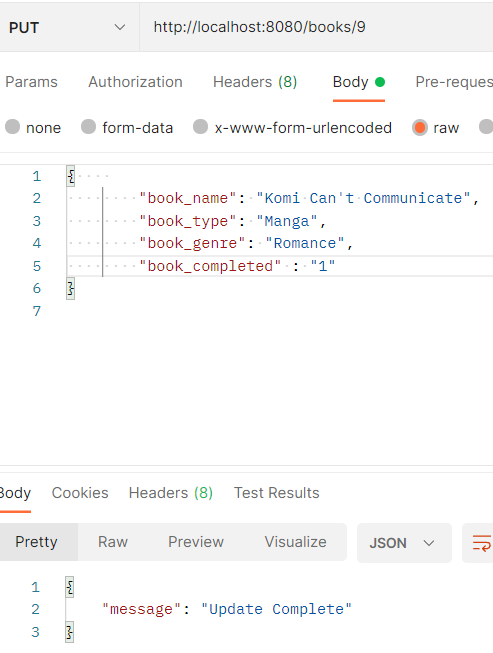 PUT http://localhost:8080/books/9
Params Authorization Headers (8) Body Pre-reques
none form-data x-www-form-urlencoded raw
1 {
2 "book_name": "Komi Can't Communicate",
3 "book_type": "Manga",
4 "book_genre": "Romance",
5 "book_completed" : "1"
6 }
7
Body Cookies Headers (8) Test Results
Pretty Raw Preview Visualize JSON
1 {
2 "message": "Update Complete"
3 }